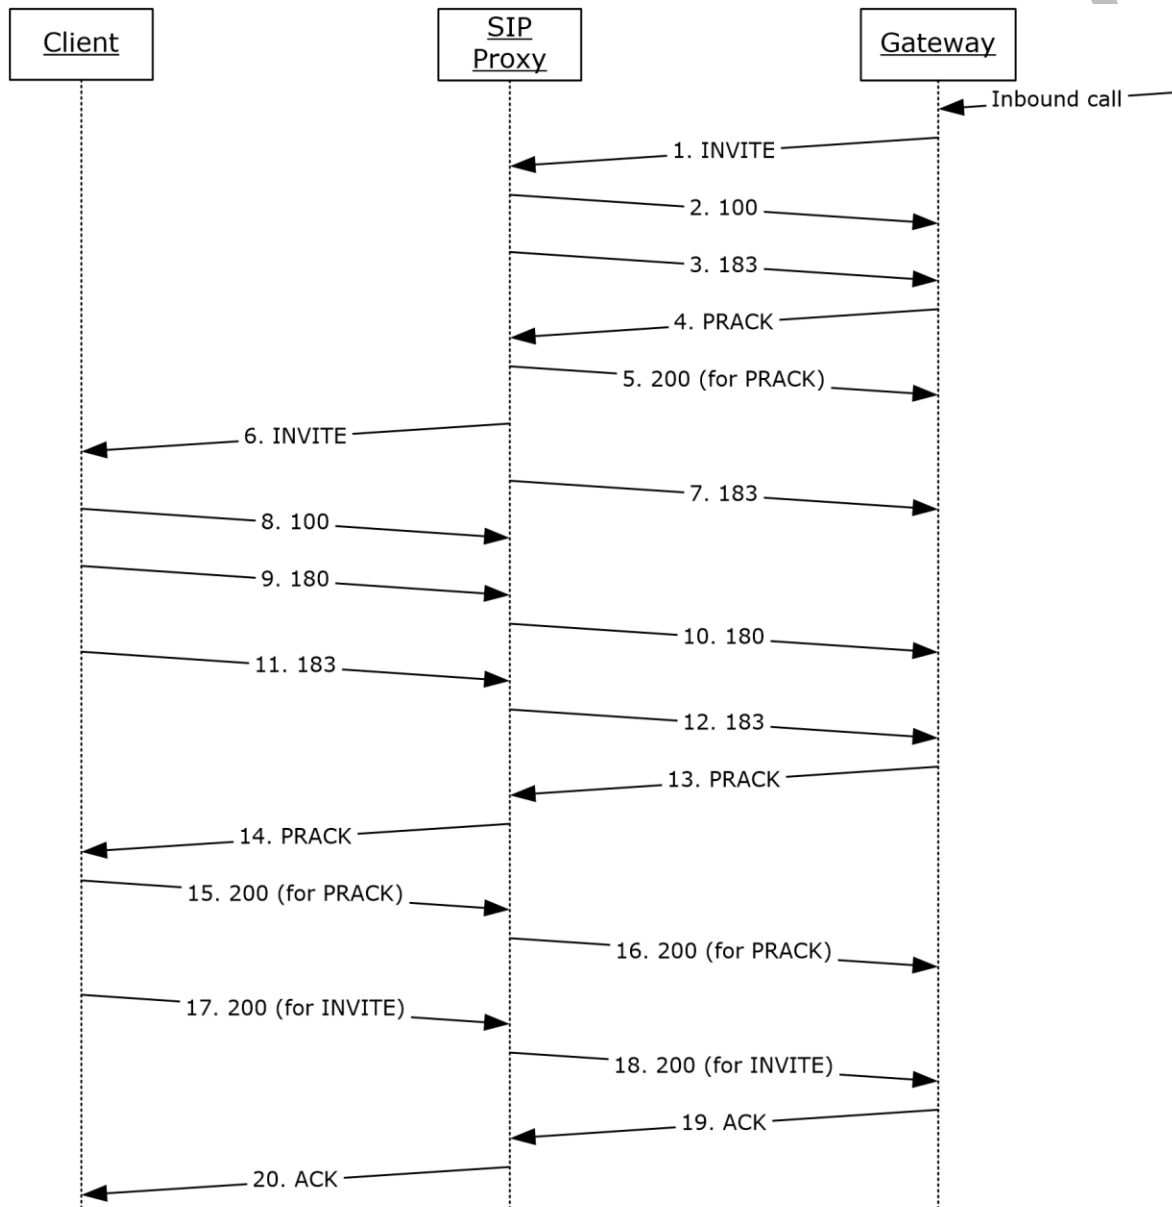 Client
SIP
Proxy
Gateway
Inbound call
1. INVITE
2. 100
3. 183
4. PRACK
5. 200 (for PRACK)
6. INVITE
7. 183
8. 100
9. 180
10. 180
11. 183
12. 183
13. PRACK
14. PRACK
15. 200 (for PRACK)
16. 200 (for PRACK)
17. 200 (for INVITE)
18. 200 (for INVITE)
19. ACK
20. ACK